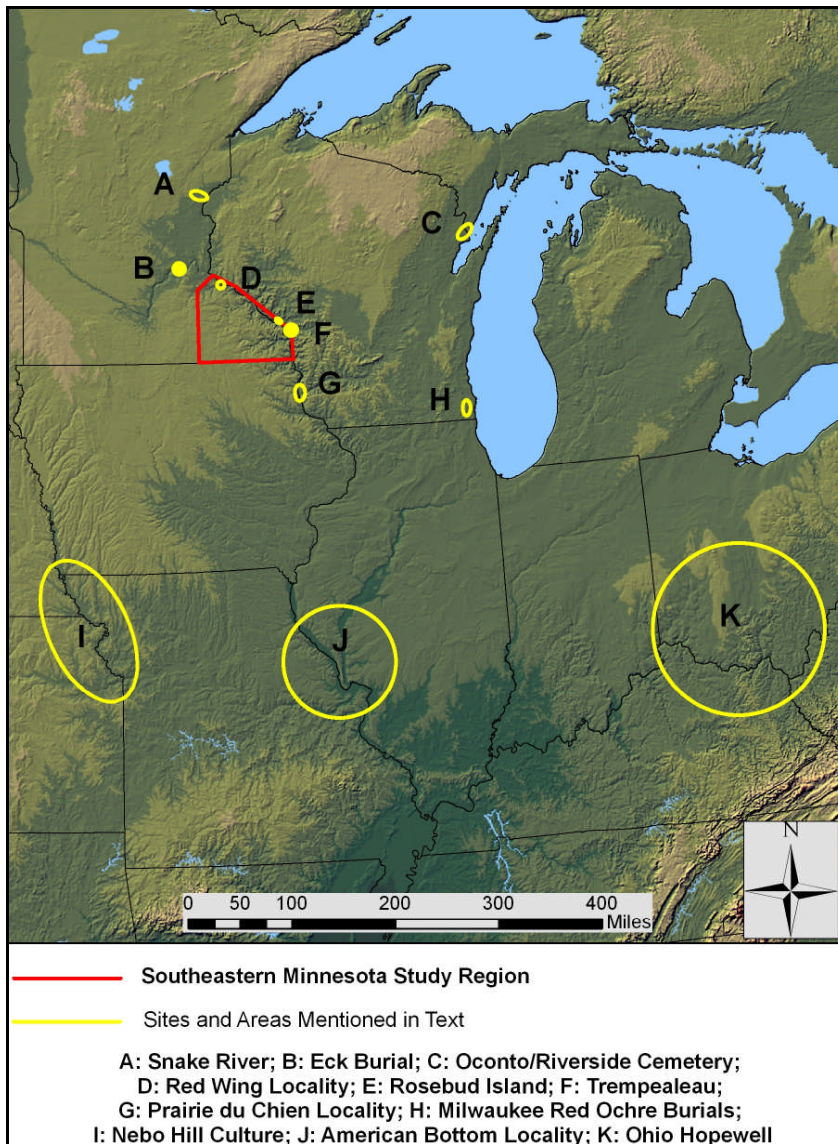 A
B
C
D
E
F
G
H
I
J
K
N
0 50 100 200 300 400
Miles
Southeastern Minnesota Study Region
Sites and Areas Mentioned in Text
A: Snake River; B: Eck Burial; C: Oconto/Riverside Cemetery;
D: Red Wing Locality; E: Rosebud Island; F: Trempealeau;
G: Prairie du Chien Locality; H: Milwaukee Red Ochre Burials;
I: Nebo Hill Culture; J: American Bottom Locality; K: Ohio Hopewell